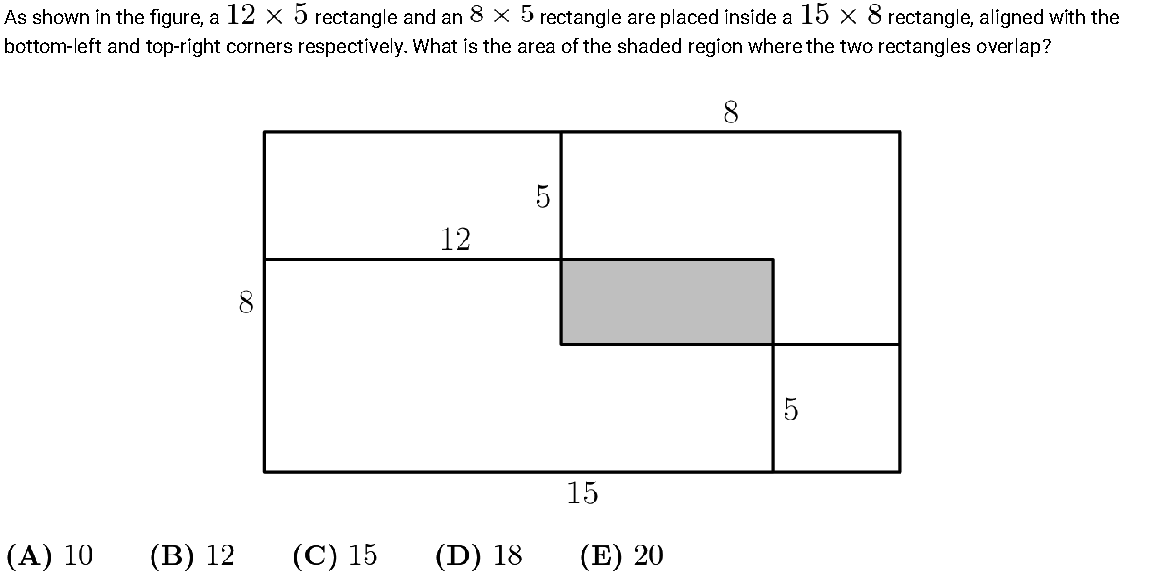 As shown in the figure, a 12 × 5 rectangle and an 8 × 5 rectangle are placed inside a 15 × 8 rectangle, aligned with the
bottom-left and top-right corners respectively. What is the area of the shaded region where the two rectangles overlap?
8
5
12
8
5
15
(A) 10 (B) 12 (C) 15 (D) 18 (E) 20